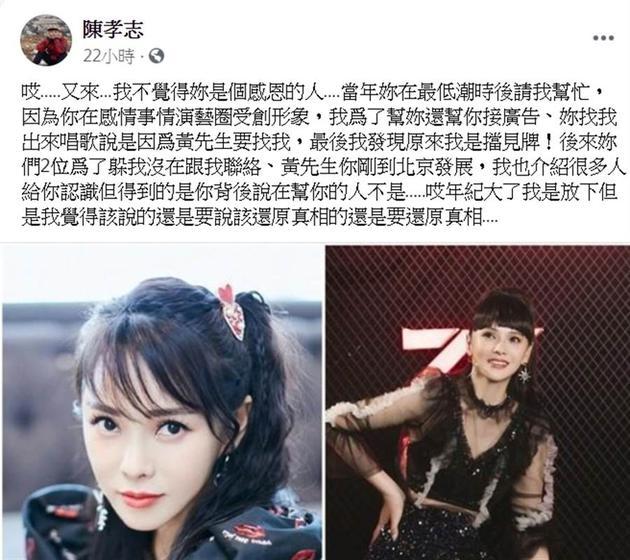 陳孝志
22小時·
哎.....又來...我不覺得妳是個感恩的人....當年妳在最低潮時後請我幫忙，
因為你在感情事情演藝圈受創形象，我爲了幫妳還幫你接廣告、妳找我
出來唱歌說是因爲黃先生要找我，最後我發現原來我是擋見牌！後來妳
們2位爲了躲我沒在跟我聯絡、黃先生你剛到北京發展，我也介紹很多人
給你認識但得到的是你背後說在幫你的人不是.....哎年紀大了我是放下但
是我覺得該說的還是要說該還原真相的還是要還原真相....